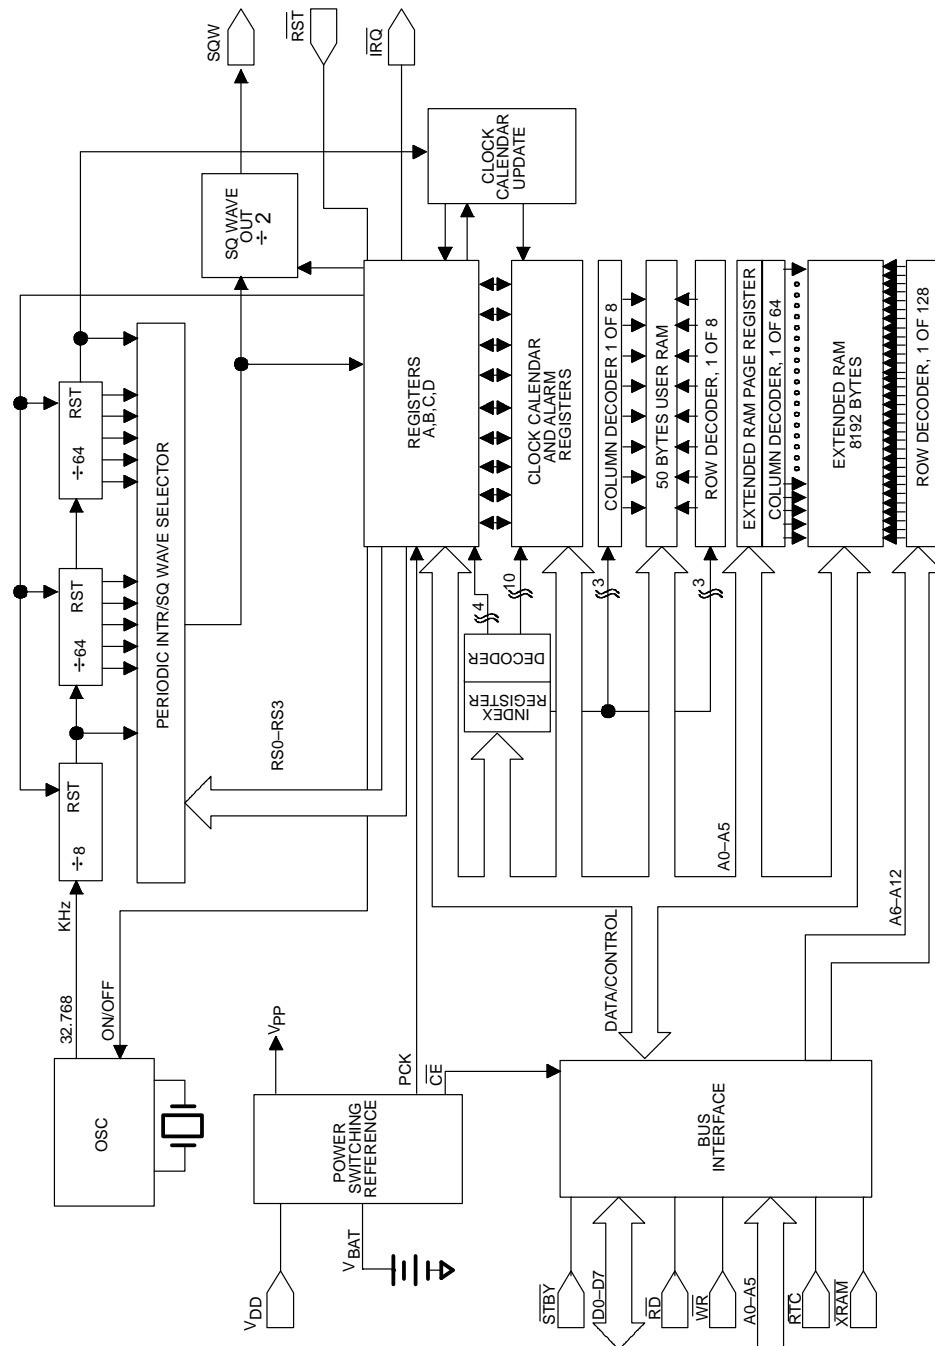 OSC
32.768
KHz
ON/OFF
÷8
RST
÷64
RST
÷64
RST
PERIODIC INTR/SQ WAVE SELECTOR
SQ WAVE
OUT
÷2
SQW
RST
IRQ
CLOCK
CALENDAR
UPDATE
RS0–RS3
VDD
VBAT
POWER
SWITCHING
REFERENCE
VPP
PCK
CE
REGISTERS
A,B,C,D
CLOCK CALENDAR
AND ALARM
REGISTERS
4
10
INDEX
REGISTER
DECODER
3
3
COLUMN DECODER 1 OF 8
50 BYTES USER RAM
ROW DECODER, 1 OF 8
EXTENDED RAM PAGE REGISTER
COLUMN DECODER, 1 OF 64
EXTENDED RAM
8192 BYTES
ROW DECODER, 1 OF 128
A0–A5
A6–A12
DATA/CONTROL
BUS
INTERFACE
STBY
D0–D7
RD
WR
A0–A5
RTC
XRAM